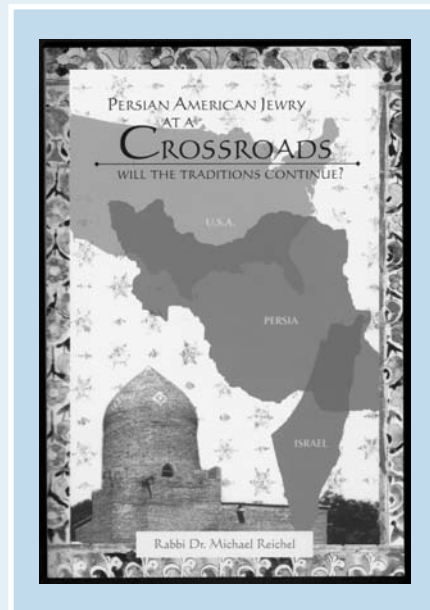 PERSIAN AMERICAN JEWRY
AT A
CROSSROADS
WILL THE TRADITIONS CONTINUE?
U.S.A.
PERSIA
ISRAEL
Rabbi Dr. Michael Reichel